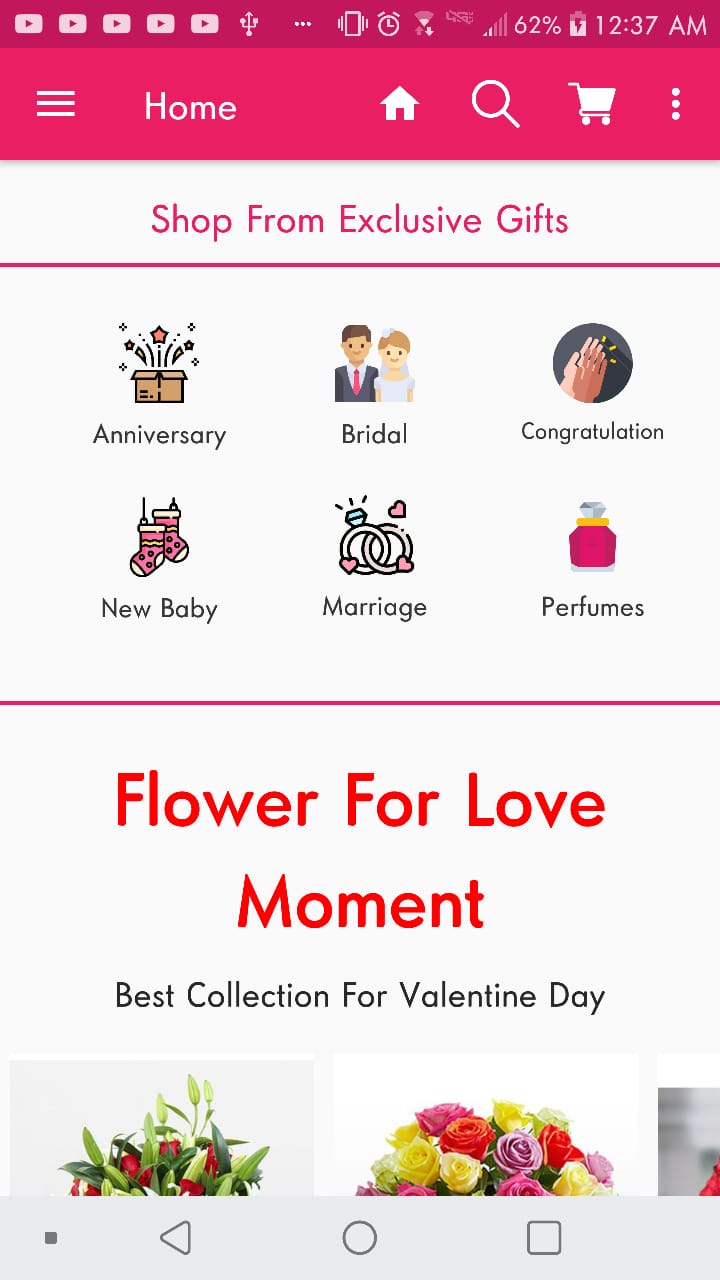 62% 12:37 AM
Home
Shop From Exclusive Gifts
Anniversary Bridal Congratulation
New Baby Marriage Perfumes
Flower For Love
Moment
Best Collection For Valentine Day